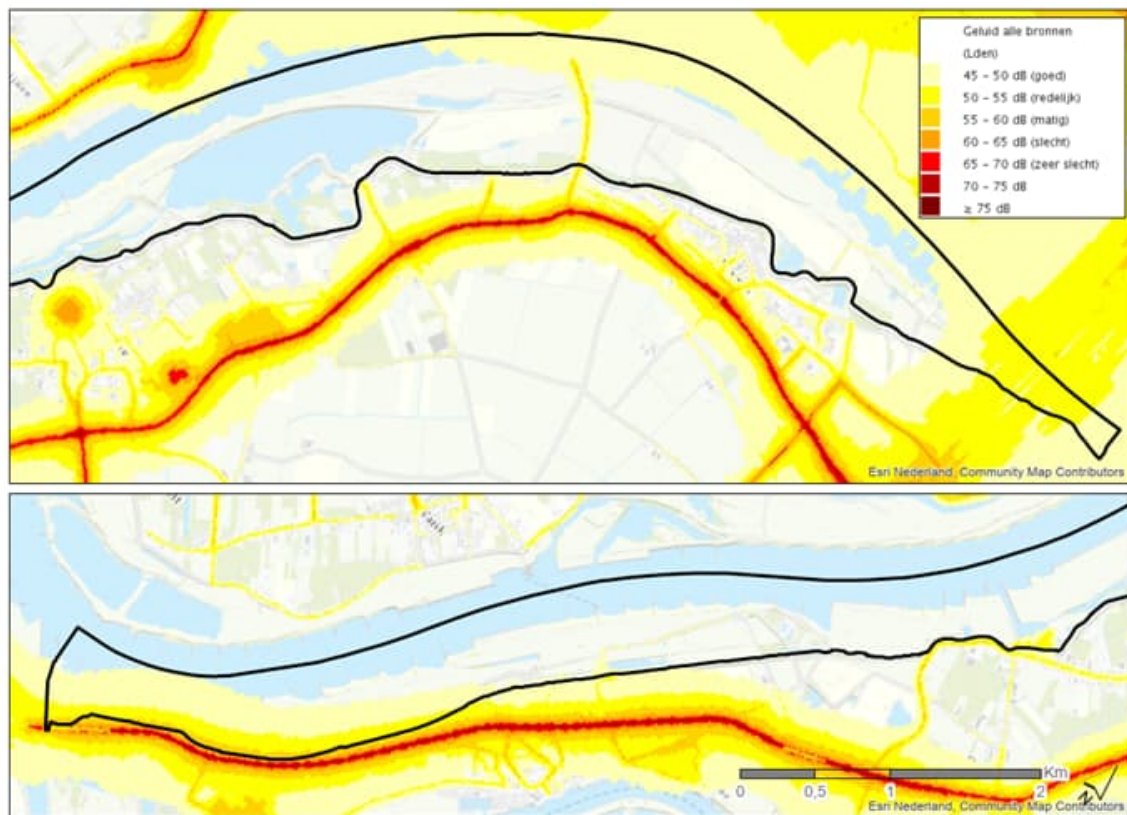 Geluid alle bronnen
(Lden)
45 – 50 dB (goed)
50 – 55 dB (redelijk)
55 – 60 dB (matig)
60 – 65 dB (slecht)
65 – 70 dB (zeer slecht)
70 – 75 dB
≥ 75 dB
Esri Nederland, Community Map Contributors
Km
0 0,5 1 2
N
Esri Nederland, Community Map Contributors